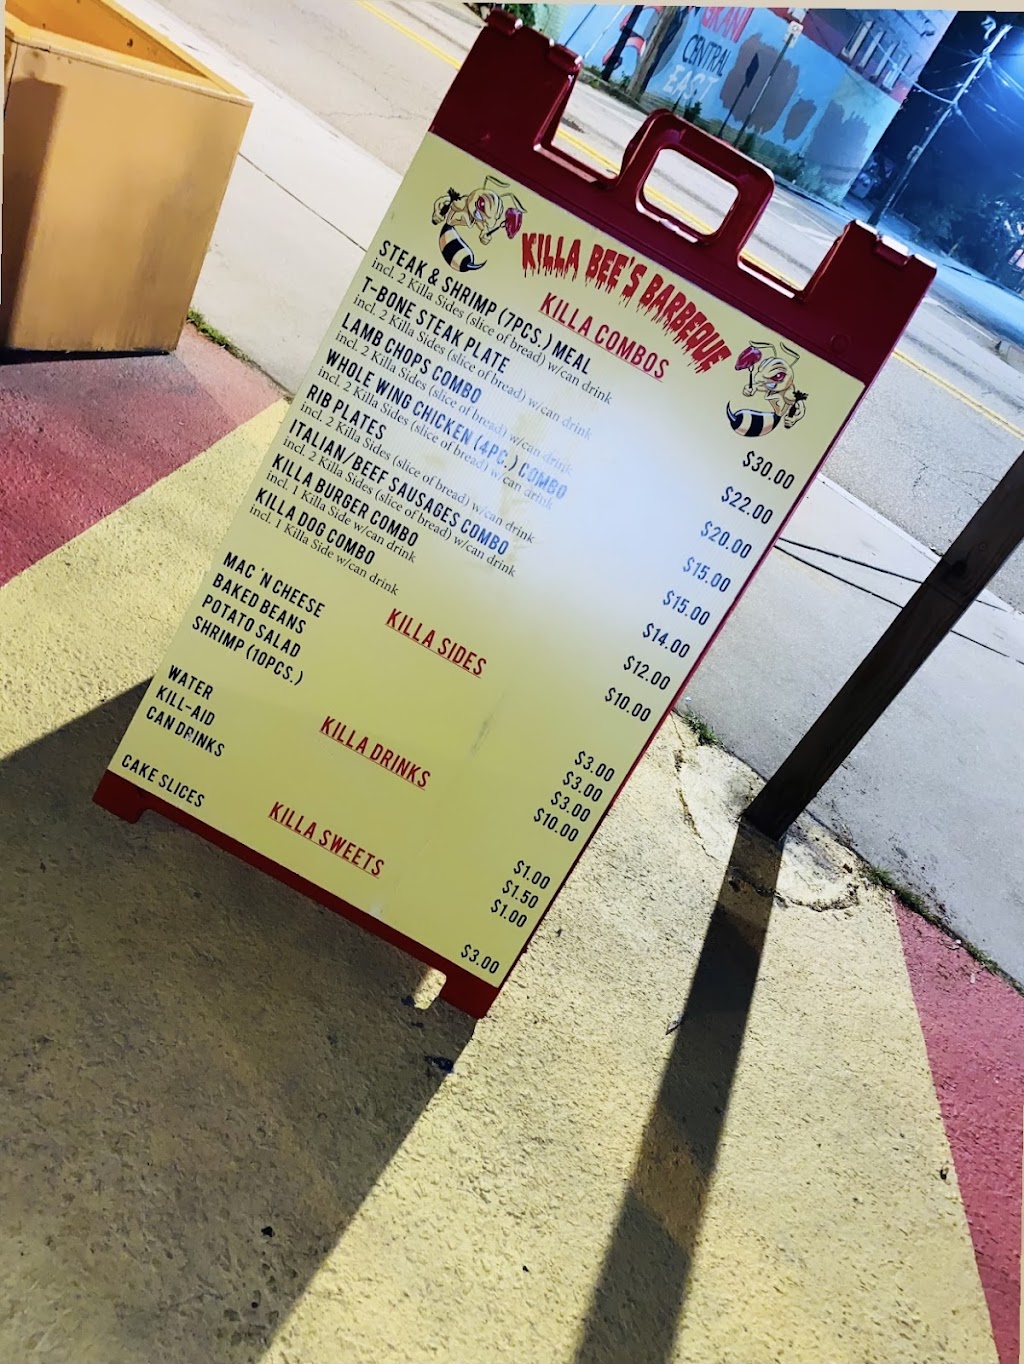 SKANI
CENTRAL
EAST
KILLA BEE'S BARBEQUE
KILLA COMBOS
STEAK & SHRIMP (7PCS.) MEAL $30.00
incl. 2 Killa Sides (slice of bread) w/can drink
T-BONE STEAK PLATE $22.00
incl. 2 Killa Sides (slice of bread) w/can drink
LAMB CHOPS COMBO $20.00
incl. 2 Killa Sides (slice of bread) w/can drink
WHOLE WING CHICKEN (4PC.) COMBO $15.00
incl. 2 Killa Sides (slice of bread) w/can drink
RIB PLATES $15.00
incl. 2 Killa Sides (slice of bread) w/can drink
ITALIAN/BEEF SAUSAGES COMBO $14.00
incl. 2 Killa Sides (slice of bread) w/can drink
KILLA BURGER COMBO $12.00
incl. 1 Killa Side w/can drink
KILLA DOG COMBO $10.00
incl. 1 Killa Side w/can drink
KILLA SIDES
MAC 'N CHEESE $3.00
BAKED BEANS $3.00
POTATO SALAD $3.00
SHRIMP (10PCS.) $10.00
KILLA DRINKS
WATER $1.00
KILL-AID $1.50
CAN DRINKS $1.00
KILLA SWEETS
CAKE SLICES $3.00